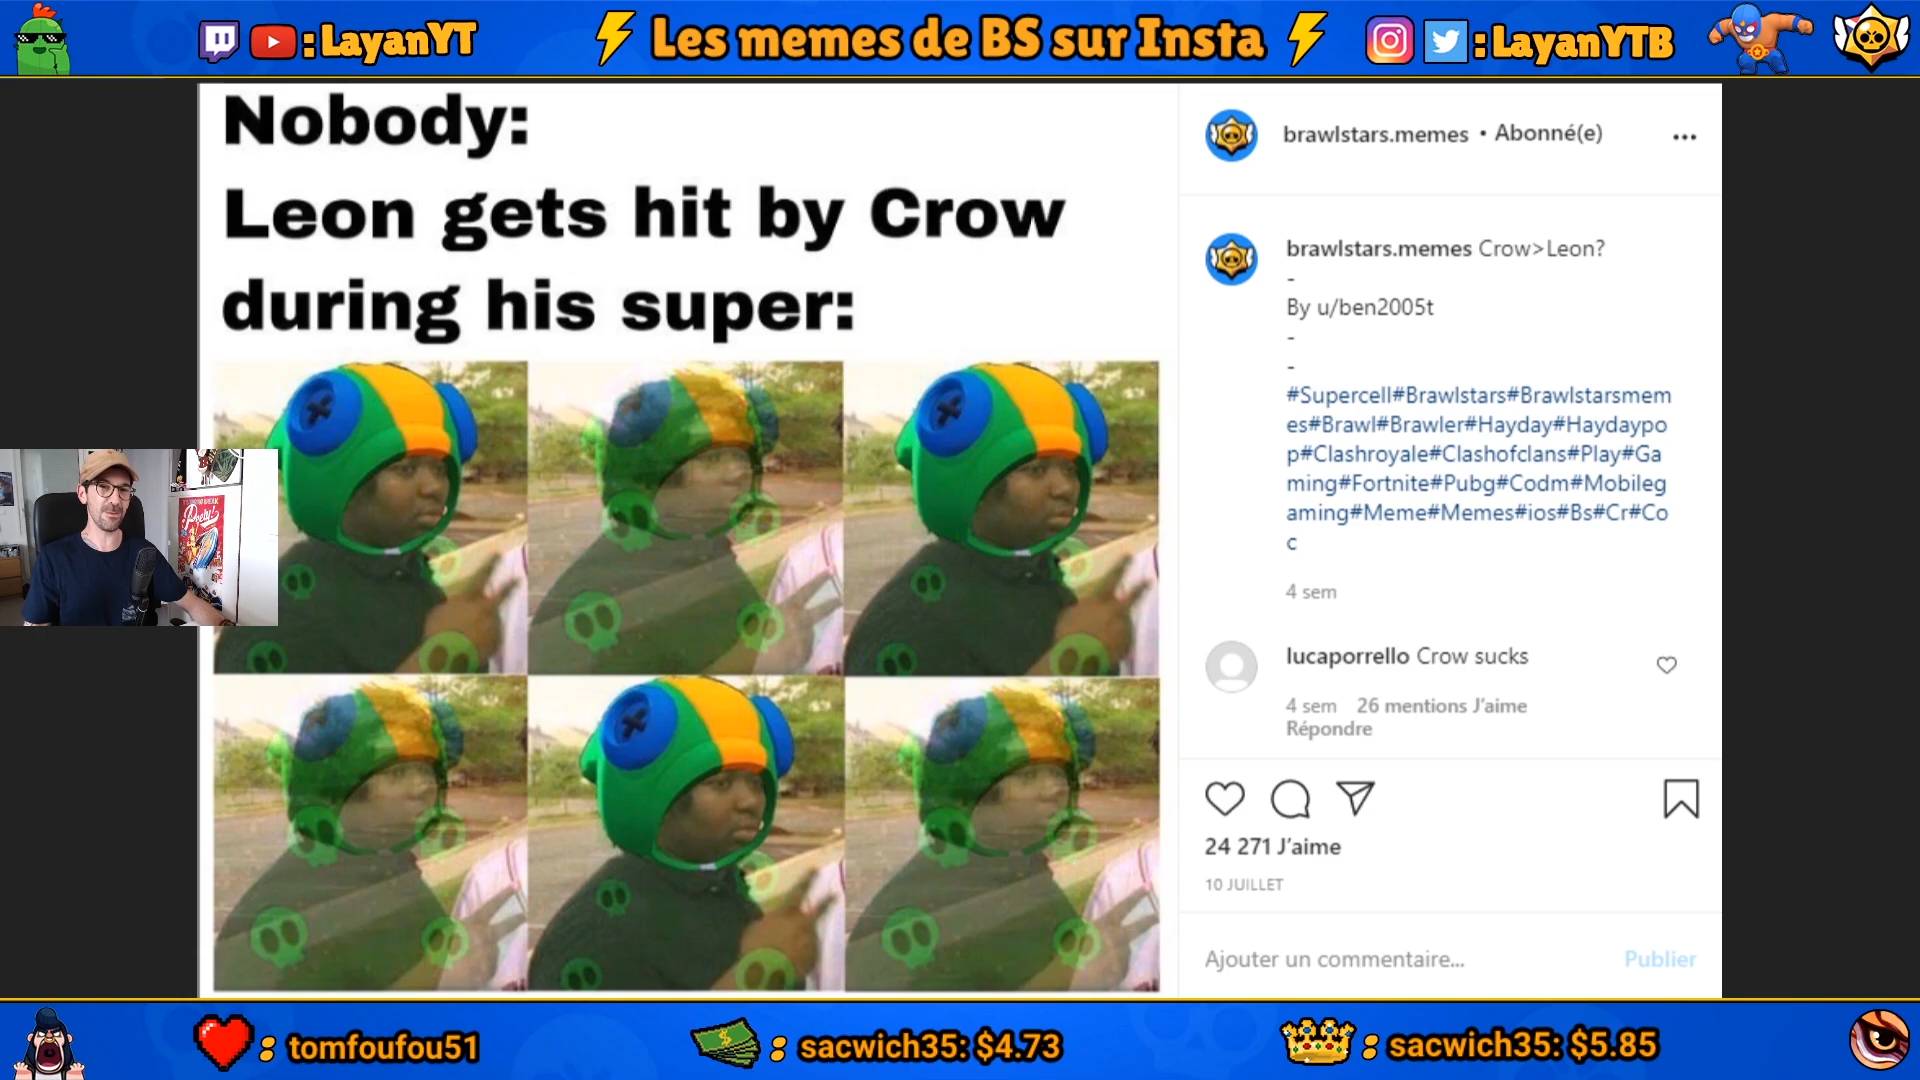 : LayanYT
Les memes de BS sur Insta
: LayanYTB
Nobody:
Leon gets hit by Crow
during his super:
brawlstars.memes • Abonné(e)
brawlstars.memes Crow>Leon?
-
By u/ben2005t
-
-
#Supercell#Brawlstars#Brawlstarsmem
es#Brawl#Brawler#Hayday#Haydaypo
p#Clashroyale#Clashofclans#Play#Ga
ming#Fortnite#Pubg#Codm#Mobileg
aming#Meme#Memes#ios#Bs#Cr#Co
c
4 sem
lucaporrello Crow sucks
4 sem 26 mentions J’aime
Répondre
24 271 J’aime
10 JUILLET
Ajouter un commentaire... Publier
: tomfoufou51
: sacwich35: $4.73
: sacwich35: $5.85